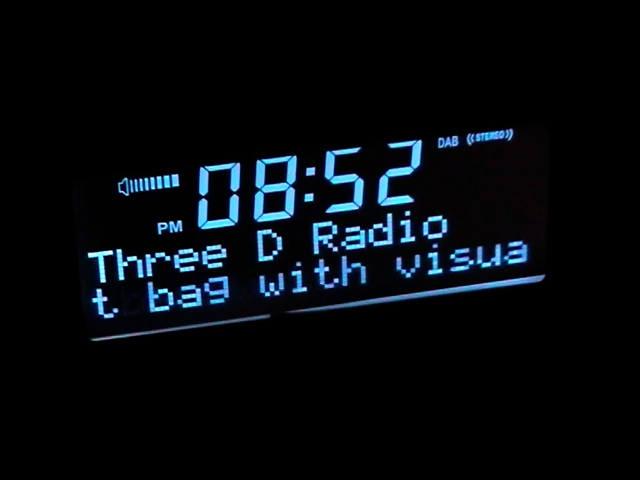 08:52 DAB ((STEREO))
PM
Three D Radio
t bag with visua